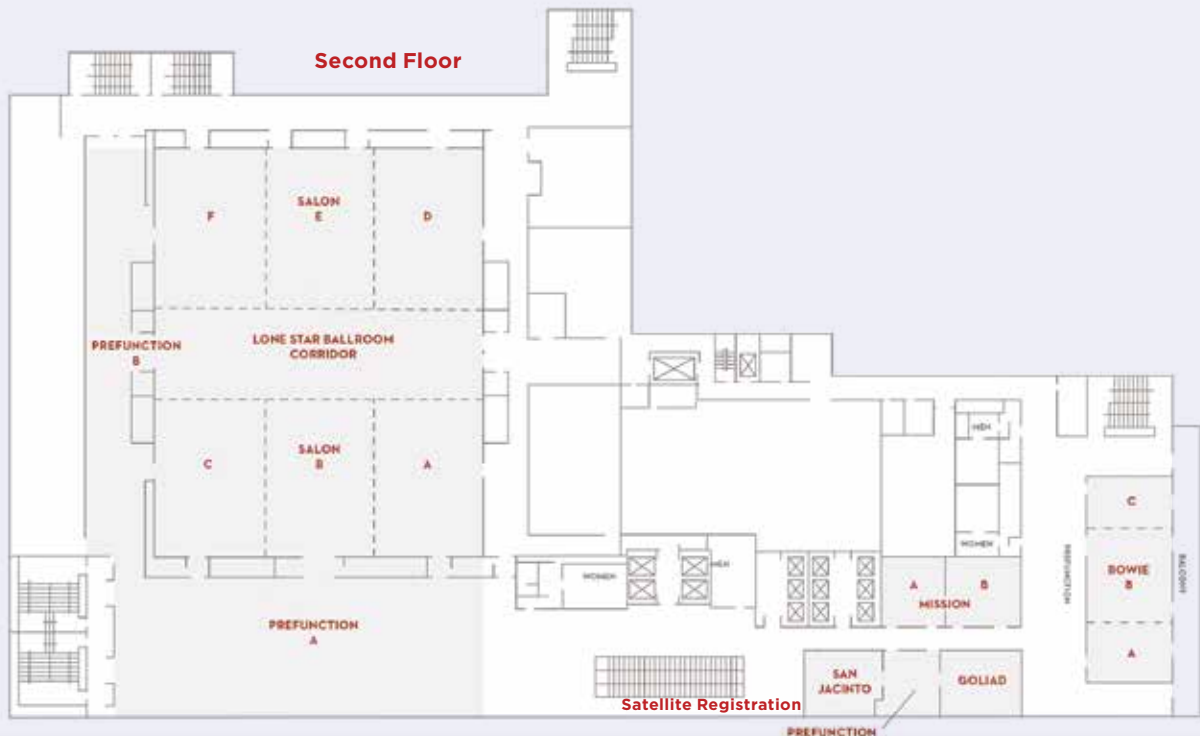 Second Floor
F
SALON
E
D
PREFUNCTION
B
LONE STAR BALLROOM
CORRIDOR
C
SALON
B
A
MEN
WOMEN
C
BOWIE
B
A
PREFUNCTION
BALCONY
WOMEN
MEN
A
B
MISSION
PREFUNCTION
A
SAN
JACINTO
GOLIAD
Satellite Registration
PREFUNCTION